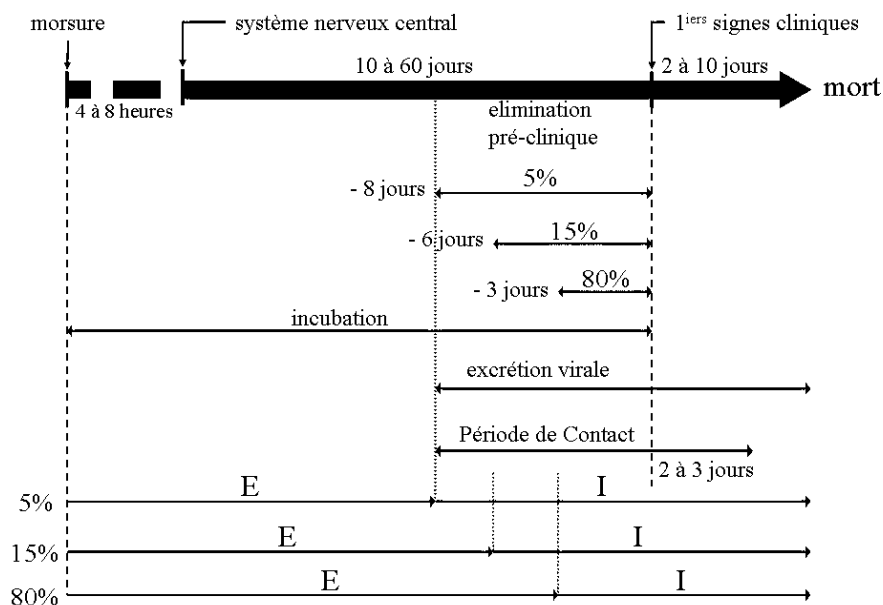 morsure
système nerveux central
1iers signes cliniques
10 à 60 jours
2 à 10 jours
mort
4 à 8 heures
elimination
pré-clinique
- 8 jours
5%
- 6 jours
15%
- 3 jours
80%
incubation
excrétion virale
Période de Contact
2 à 3 jours
5%
E
I
15%
E
I
80%
E
I